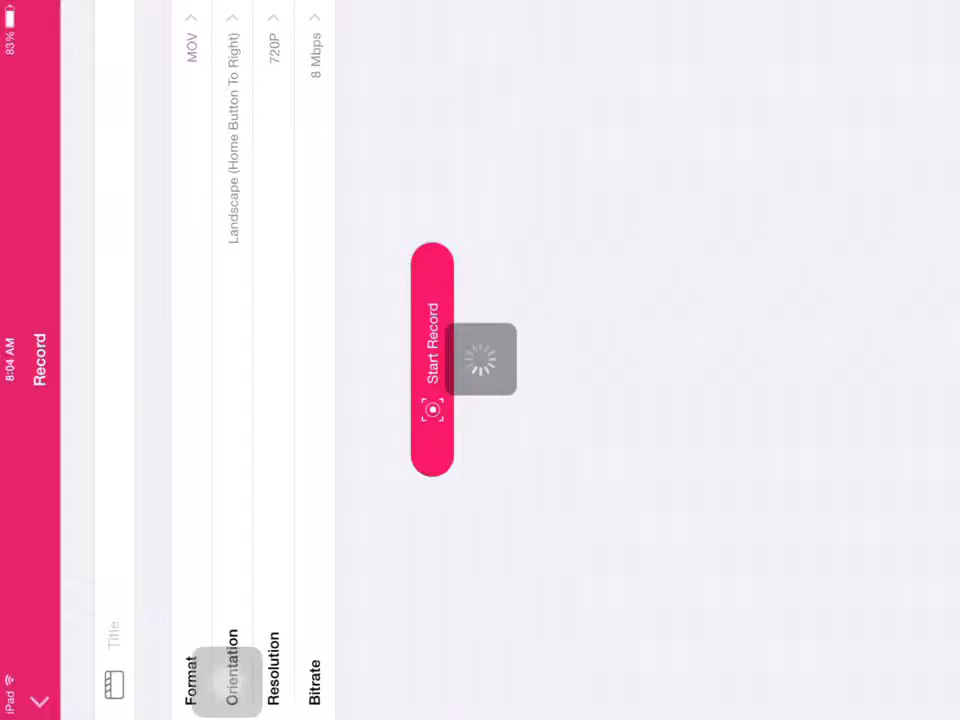 iPad 8:04 AM 83%
Record
Title
Format MOV
Orientation Landscape (Home Button To Right)
Resolution 720P
Bitrate 8 Mbps
Start Record